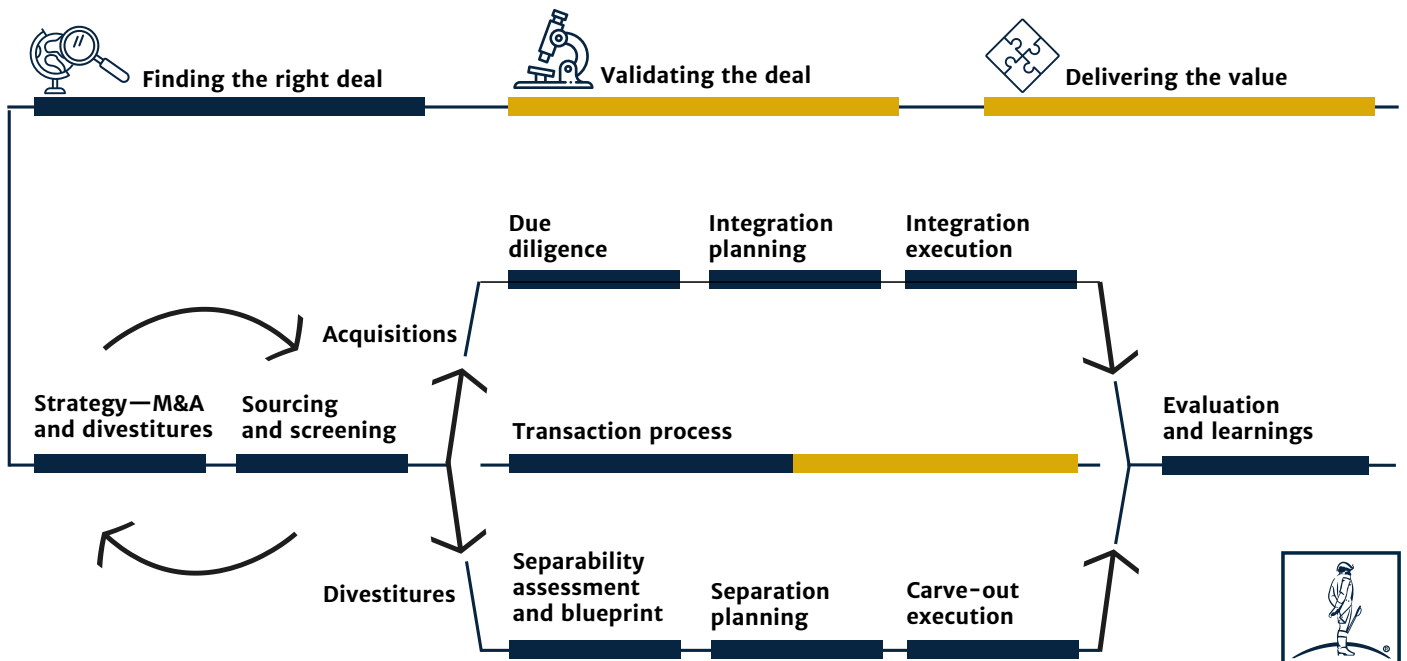 Finding the right deal
Validating the deal
Delivering the value
Due
diligence
Integration
planning
Integration
execution
Acquisitions
Strategy—M&A
and divestitures
Sourcing
and screening
Transaction process
Evaluation
and learnings
Divestitures
Separability
assessment
and blueprint
Separation
planning
Carve-out
execution
®